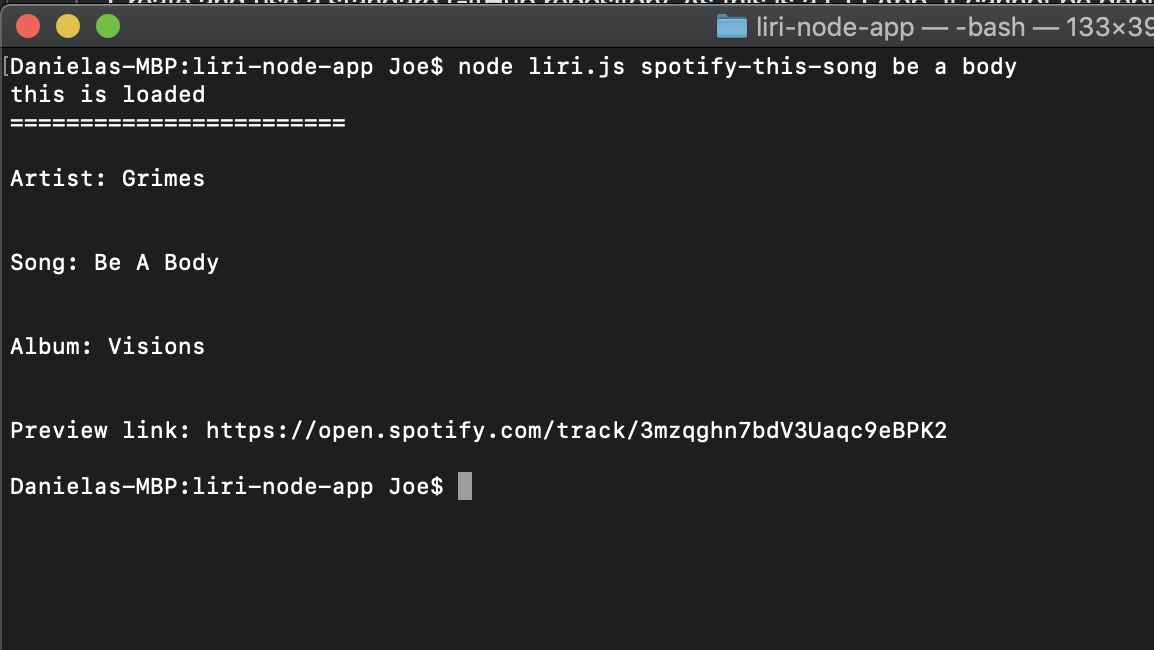 liri-node-app — -bash — 133×39
[Danielas-MBP:liri-node-app Joe$ node liri.js spotify-this-song be a body
this is loaded
========================
Artist: Grimes
Song: Be A Body
Album: Visions
Preview link: https://open.spotify.com/track/3mzqghn7bdV3Uaqc9eBPK2
Danielas-MBP:liri-node-app Joe$